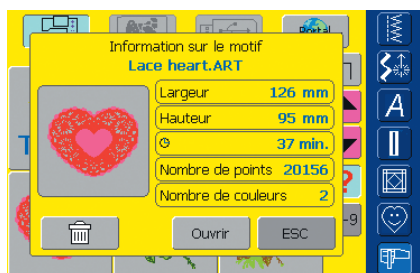 Portal
Information sur le motif
Lace heart.ART
Largeur 126 mm
Hauteur 95 mm
37 min.
Nombre de points 20156
Nombre de couleurs 2
Ouvrir ESC
T
?
-9
A